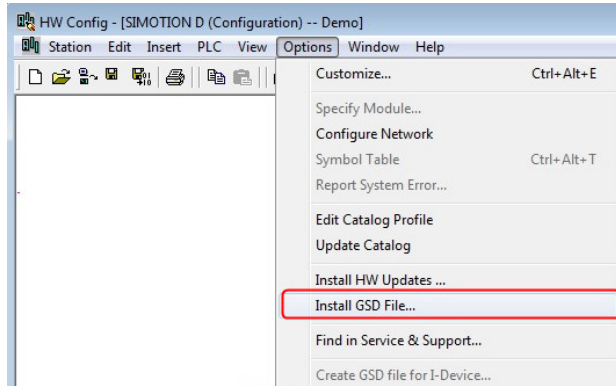 HW Config - [SIMOTION D (Configuration) -- Demo]
Station Edit Insert PLC View Options Window Help
Customize... Ctrl+Alt+E
Specify Module...
Configure Network
Symbol Table Ctrl+Alt+T
Report System Error...
Edit Catalog Profile
Update Catalog
Install HW Updates ...
Install GSD File...
Find in Service & Support...
Create GSD file for I-Device...